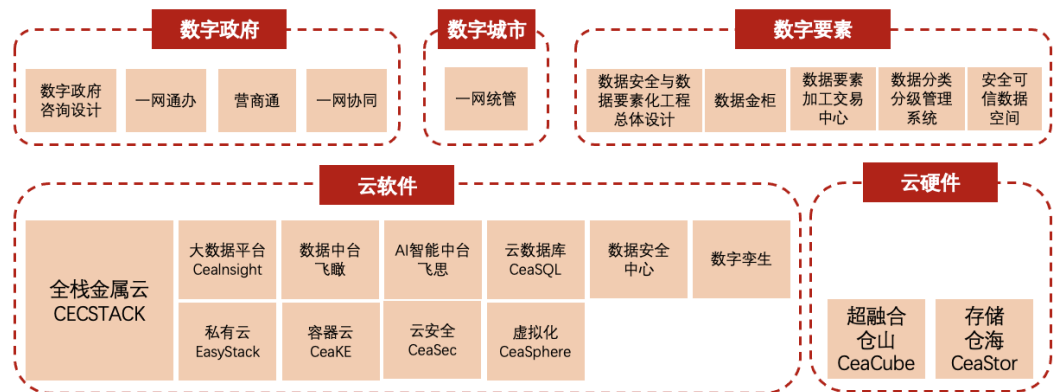 数字政府
数字政府
咨询设计
一网通办
营商通
一网协同
数字城市
一网统管
数字要素
数据安全与数
据要素化工程
总体设计
数据金柜
数据要素
加工交易
中心
数据分类
分级管理
系统
安全可
信数据
空间
云软件
全栈金属云
CECSTACK
大数据平台
CeaInsight
数据中台
飞瞰
AI智能中台
飞思
云数据库
CeaSQL
数据安全
中心
数字孪生
私有云
EasyStack
容器云
CeaKE
云安全
CeaSec
虚拟化
CeaSphere
云硬件
超融合
仓山
CeaCube
存储
仓海
CeaStor